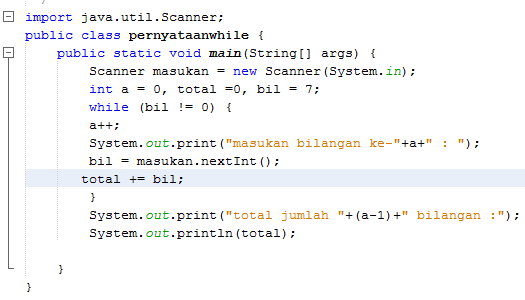 import java.util.Scanner;
public class pernyataanwhile {
public static void main(String[] args) {
Scanner masukan = new Scanner(System.in);
int a = 0, total =0, bil = 7;
while (bil != 0) {
a++;
System.out.print("masukan bilangan ke-"+a+" : ");
bil = masukan.nextInt();
total += bil;
}
System.out.print("total jumlah "+(a-1)+" bilangan :");
System.out.println(total);
}
}